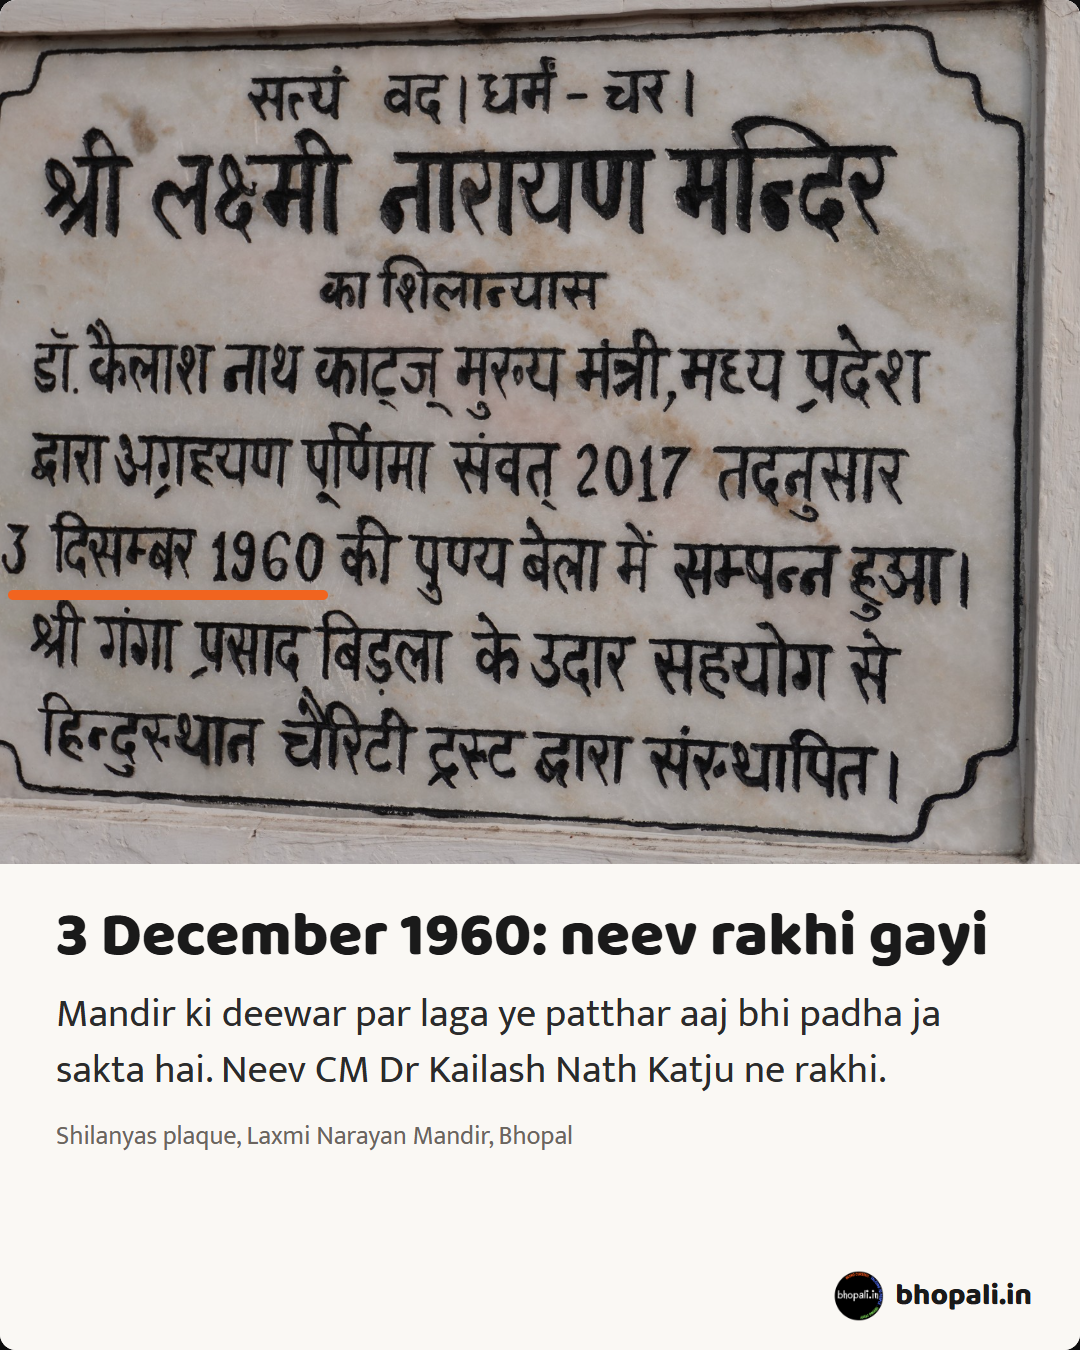 सत्यं वद। धर्मं - चर।
श्री लक्ष्मी नारायण मन्दिर
का शिलान्यास
डॉ. कैलाश नाथ काट्ज् मुख्य मंत्री, मध्य प्रदेश
द्वारा अग्रहयण पूर्णिमा संवत् 2017 तदनुसार
3 दिसम्बर 1960 की पुण्य बेला में सम्पन्न हुआ।
श्री गंगा प्रसाद बिड़ला के उदार सहयोग से
हिन्दुस्थान चैरिटी ट्रस्ट द्वारा संस्थापित।
3 December 1960: neev rakhi gayi
Mandir ki deewar par laga ye patthar aaj bhi padha ja
sakta hai. Neev CM Dr Kailash Nath Katju ne rakhi.
Shilanyas plaque, Laxmi Narayan Mandir, Bhopal
bhopali.in
bhopali.in